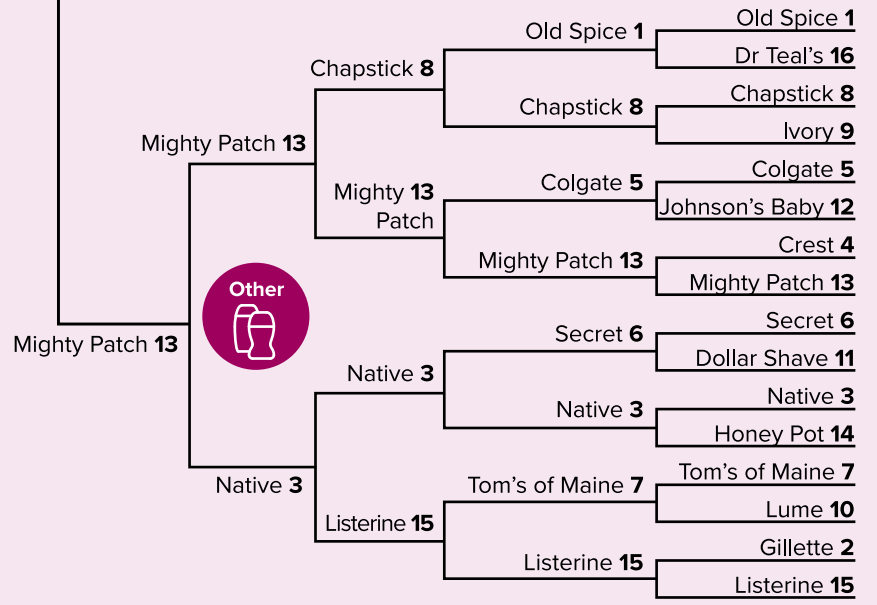 Old Spice 1
Dr Teal's 16
Chapstick 8
Ivory 9
Colgate 5
Johnson's Baby 12
Crest 4
Mighty Patch 13
Secret 6
Dollar Shave 11
Native 3
Honey Pot 14
Tom's of Maine 7
Lume 10
Gillette 2
Listerine 15
Old Spice 1
Chapstick 8
Colgate 5
Mighty Patch 13
Secret 6
Native 3
Tom's of Maine 7
Listerine 15
Chapstick 8
Mighty 13
Patch
Native 3
Listerine 15
Mighty Patch 13
Native 3
Mighty Patch 13
Other